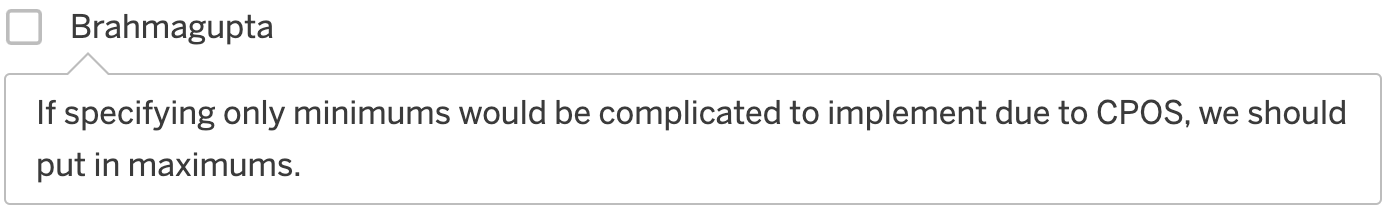 Brahmagupta
If specifying only minimums would be complicated to implement due to CPOS, we should
put in maximums.